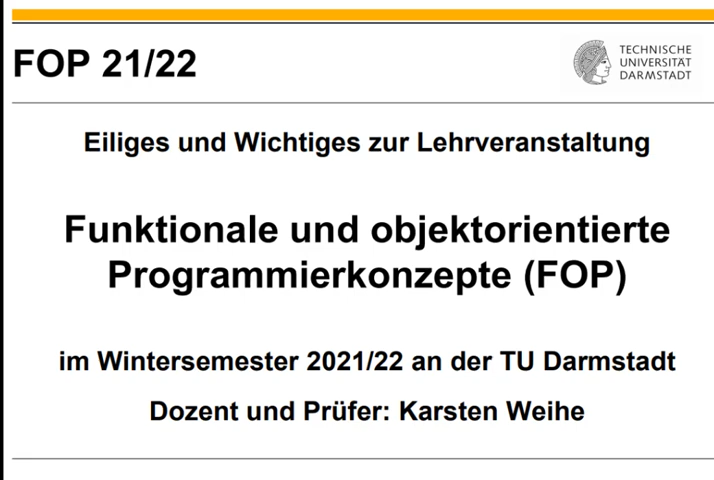 FOP 21/22
TECHNISCHE
UNIVERSITÄT
DARMSTADT
Eiliges und Wichtiges zur Lehrveranstaltung
Funktionale und objektorientierte
Programmierkonzepte (FOP)
im Wintersemester 2021/22 an der TU Darmstadt
Dozent und Prüfer: Karsten Weihe